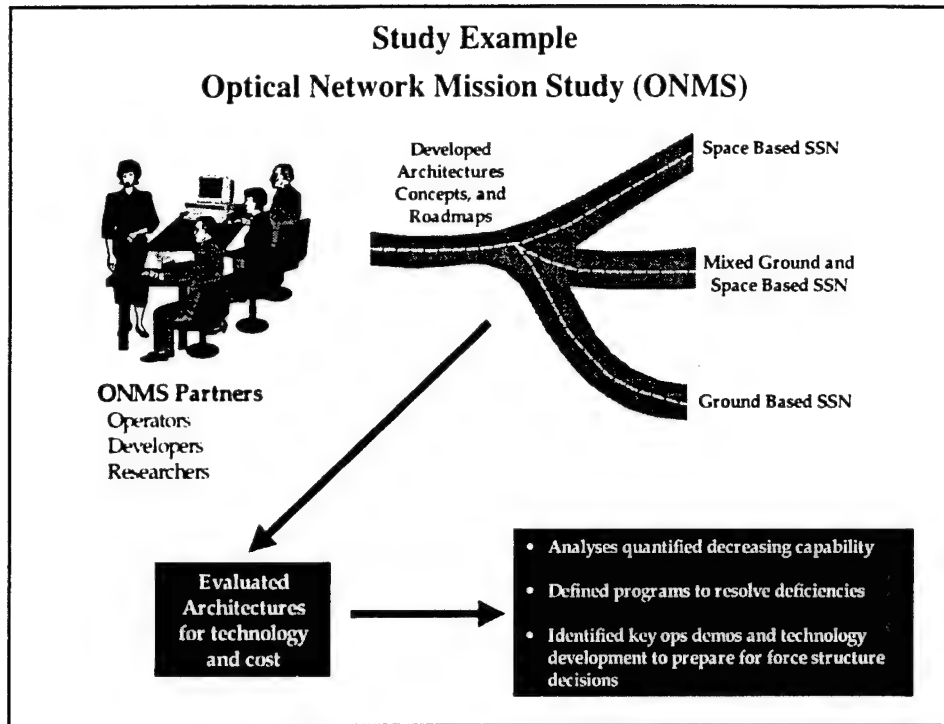 Study Example
Optical Network Mission Study (ONMS)
Developed
Architectures
Concepts, and
Roadmaps
Space Based SSN
Mixed Ground and
Space Based SSN
Ground Based SSN
ONMS Partners
Operators
Developers
Researchers
Evaluated
Architectures
for technology
and cost
• Analyses quantified decreasing capability
• Defined programs to resolve deficiencies
• Identified key ops demos and technology
development to prepare for force structure
decisions